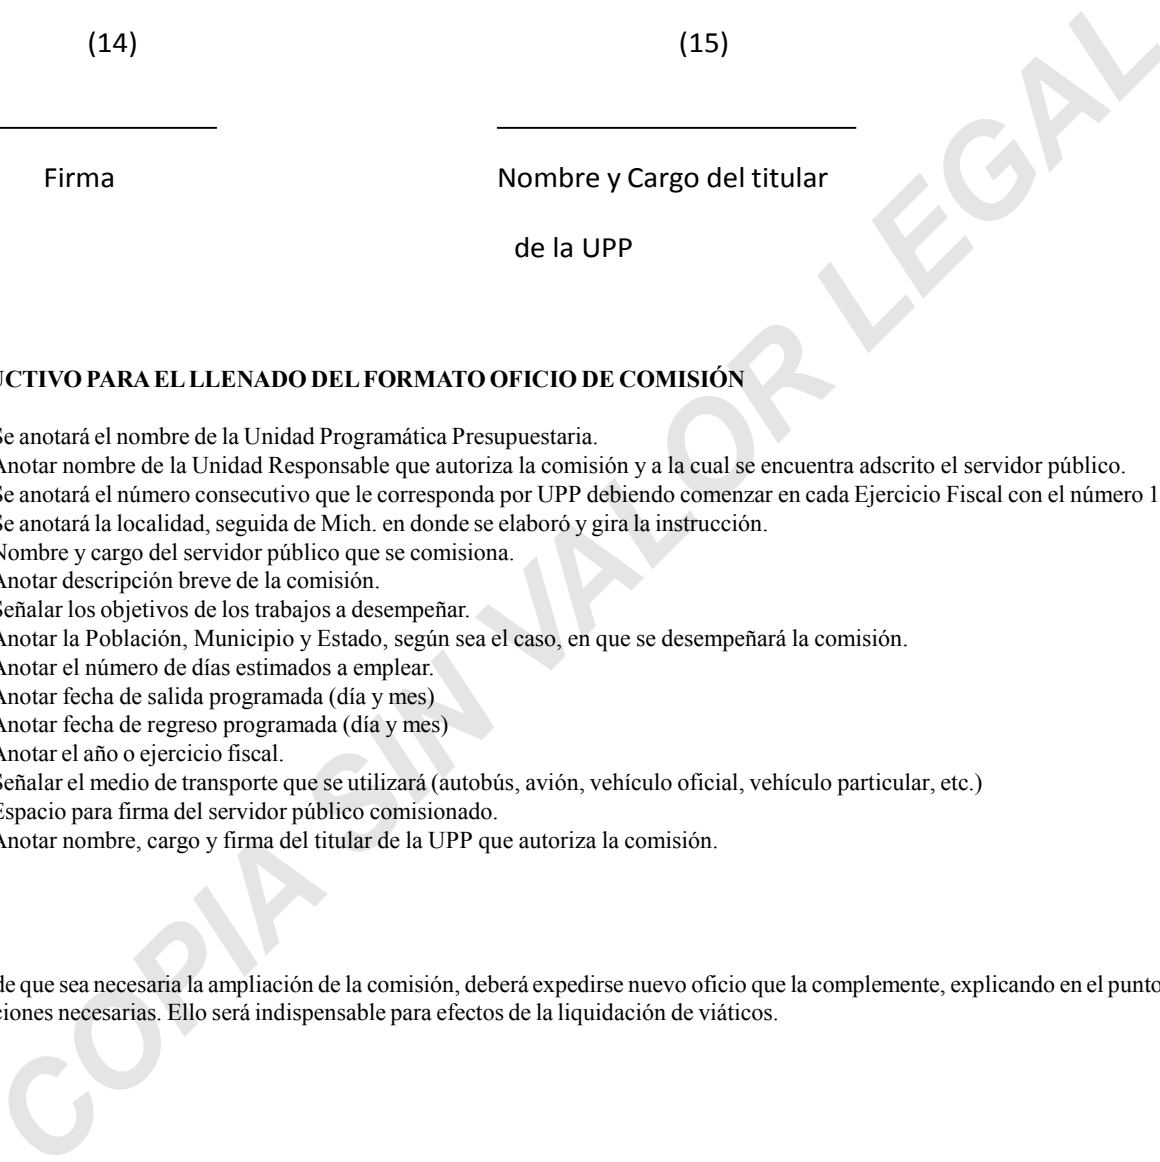 (14) (15)
Firma Nombre y Cargo del titular
de la UPP
UCTIVO PARA EL LLENADO DEL FORMATO OFICIO DE COMISIÓN
Se anotará el nombre de la Unidad Programática Presupuestaria.
Anotar nombre de la Unidad Responsable que autoriza la comisión y a la cual se encuentra adscrito el servidor público.
Se anotará el número consecutivo que le corresponda por UPP debiendo comenzar en cada Ejercicio Fiscal con el número 1
Se anotará la localidad, seguida de Mich. en donde se elaboró y gira la instrucción.
Nombre y cargo del servidor público que se comisiona.
Anotar descripción breve de la comisión.
Señalar los objetivos de los trabajos a desempeñar.
Anotar la Población, Municipio y Estado, según sea el caso, en que se desempeñará la comisión.
Anotar el número de días estimados a emplear.
Anotar fecha de salida programada (día y mes)
Anotar fecha de regreso programada (día y mes)
Anotar el año o ejercicio fiscal.
Señalar el medio de transporte que se utilizará (autobús, avión, vehículo oficial, vehículo particular, etc.)
Espacio para firma del servidor público comisionado.
Anotar nombre, cargo y firma del titular de la UPP que autoriza la comisión.
de que sea necesaria la ampliación de la comisión, deberá expedirse nuevo oficio que la complemente, explicando en el punto
ciones necesarias. Ello será indispensable para efectos de la liquidación de viáticos.
COPIA SIN VALOR LEGAL